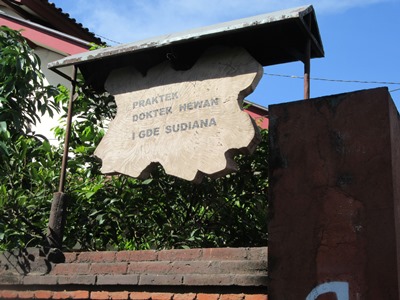 PRAKTEK
DOKTEK HEWAN
I GDE SUDIANA